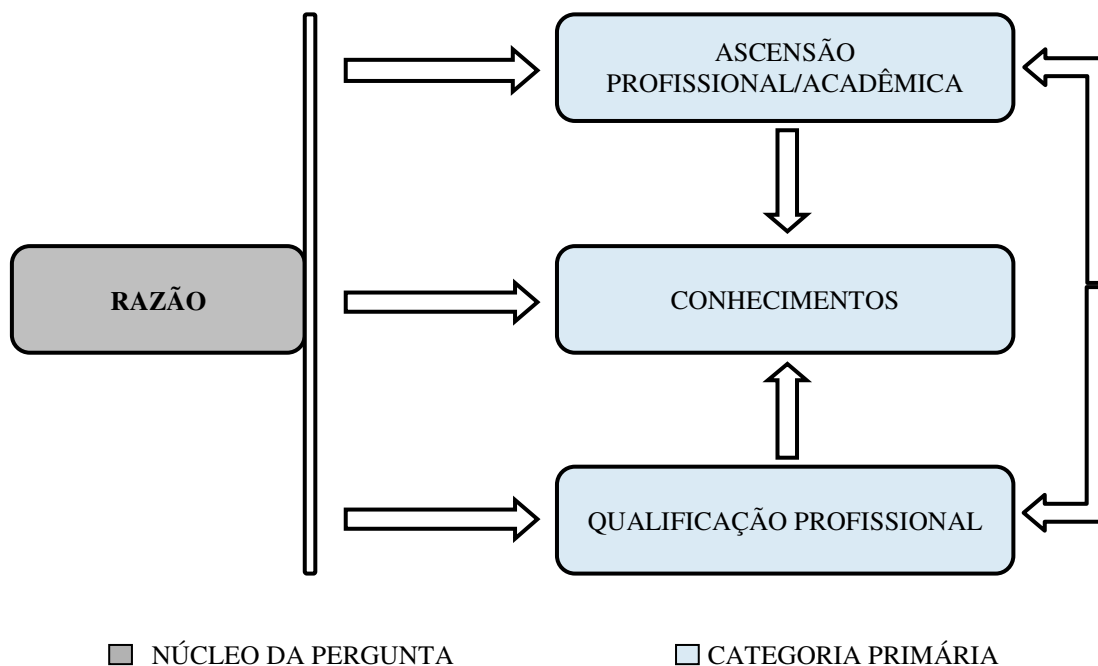 ASCENSÃO
PROFISSIONAL/ACADÊMICA
RAZÃO
CONHECIMENTOS
QUALIFICAÇÃO PROFISSIONAL
NÚCLEO DA PERGUNTA
CATEGORIA PRIMÁRIA